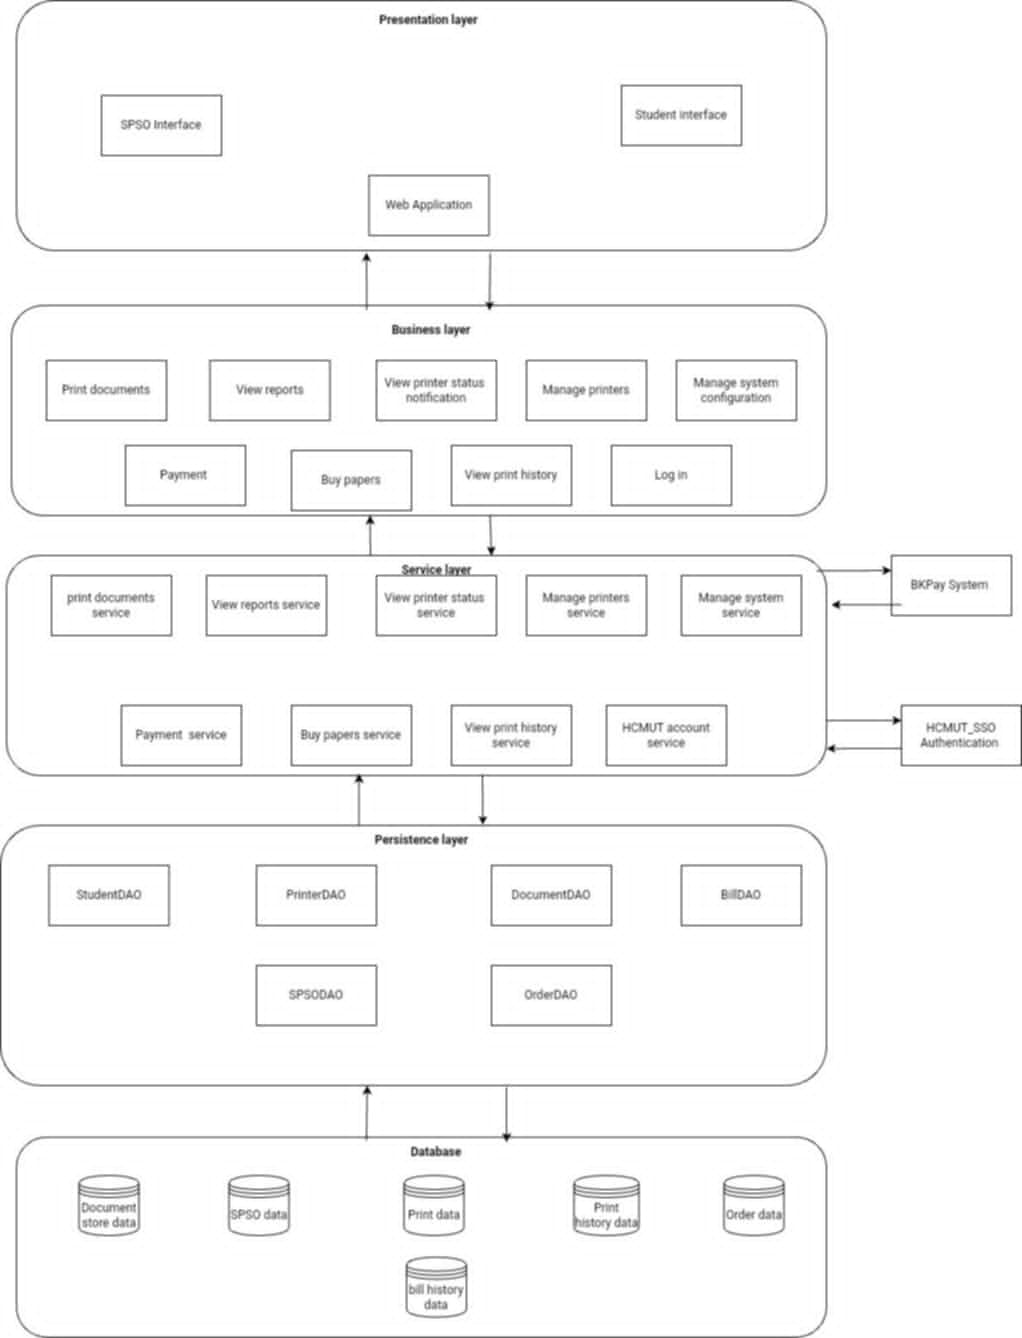 Presentation layer
SPSO Interface
Student interface
Web Application
Business layer
Print documents
View reports
View printer status
notification
Manage printers
Manage system
configuration
Payment
Buy papers
View print history
Log in
Service layer
print documents
service
View reports service
View printer status
service
Manage printers
service
Manage system
service
BKPay System
Payment service
Buy papers service
View print history
service
HCMUT account
service
HCMUT_SSO
Authentication
Persistence layer
StudentDAO
PrinterDAO
DocumentDAO
BillDAO
SPSODAO
OrderDAO
Database
Document
store data
SPSO data
Print data
Print
history data
Order data
bill history
data